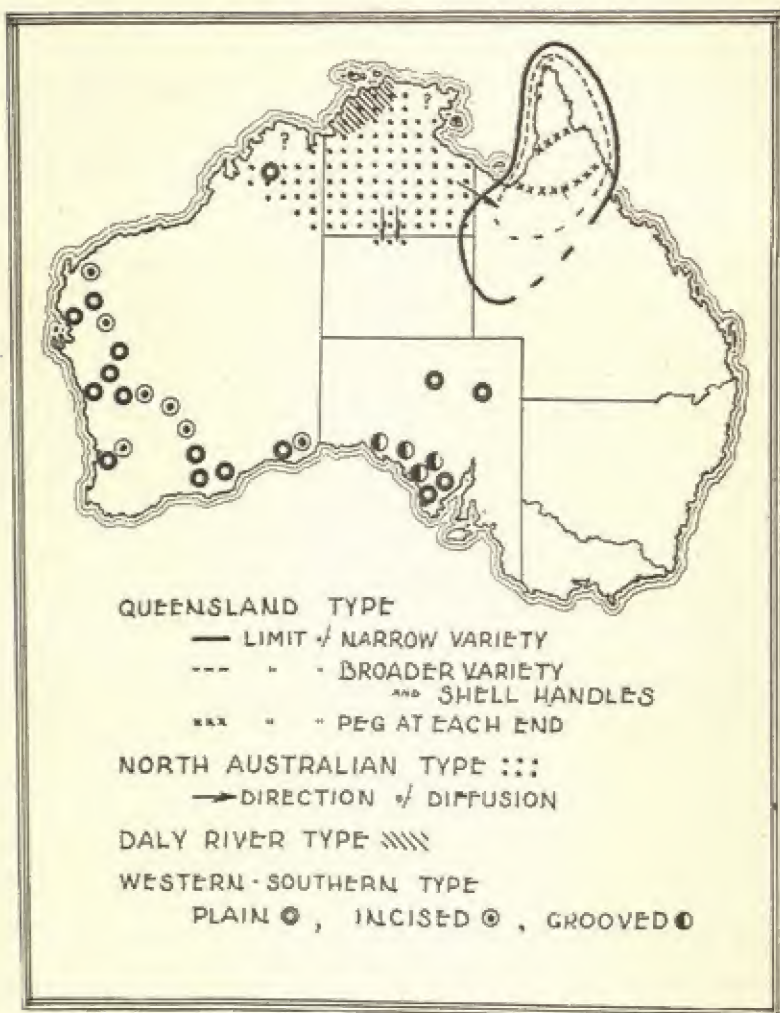 ?
?
QUEENSLAND TYPE
— LIMIT of NARROW VARIETY
--- " " BROADER VARIETY
AND SHELL HANDLES
xxx " " PEG AT EACH END
NORTH AUSTRALIAN TYPE
DIRECTION of DIFFUSION
DALY RIVER TYPE
WESTERN-SOUTHERN TYPE
PLAIN , INCISED , GROOVED